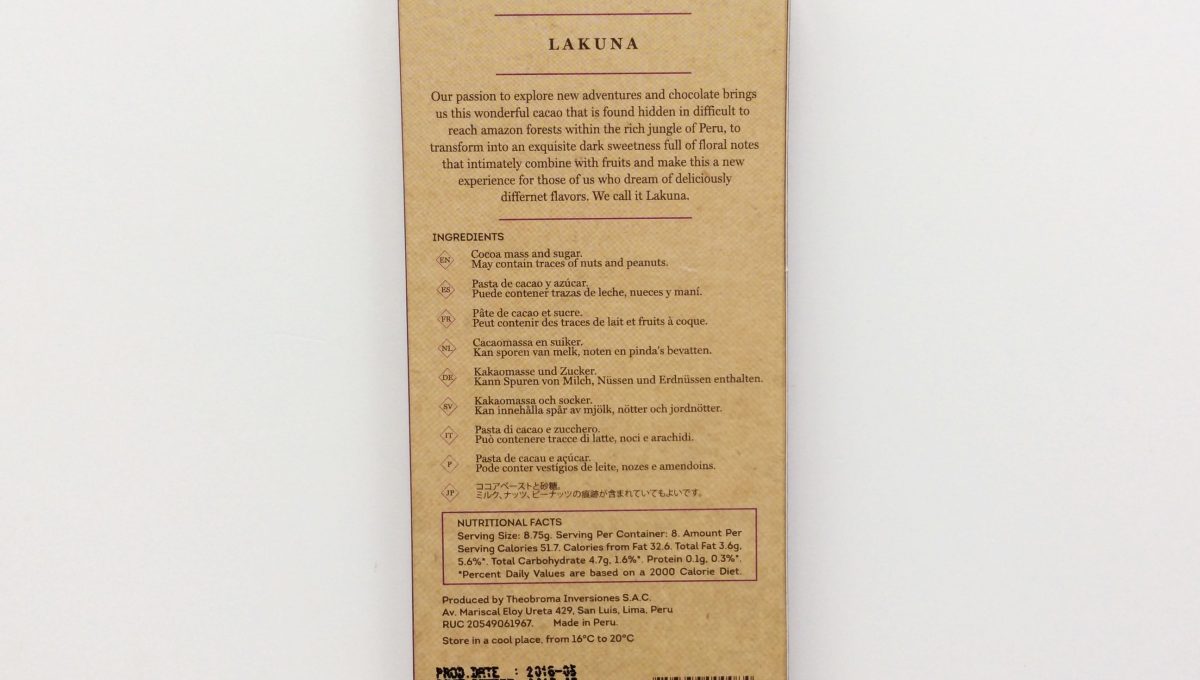 LAKUNA
Our passion to explore new adventures and chocolate brings
us this wonderful cacao that is found hidden in difficult to
reach amazon forests within the rich jungle of Peru, to
transform into an exquisite dark sweetness full of floral notes
that intimately combine with fruits and make this a new
experience for those of us who dream of deliciously
differnet flavors. We call it Lakuna.
INGREDIENTS
EN Cocoa mass and sugar.
May contain traces of nuts and peanuts.
ES Pasta de cacao y azúcar.
Puede contener trazas de leche, nueces y maní.
FR Pâte de cacao et sucre.
Peut contenir des traces de lait et fruits à coque.
NL Cacaomassa en suiker.
Kan sporen van melk, noten en pinda's bevatten.
DE Kakaomasse und Zucker.
Kann Spuren von Milch, Nüssen und Erdnüssen enthalten.
SV Kakaomassa och socker.
Kan innehålla spår av mjölk, nötter och jordnötter.
IT Pasta di cacao e zucchero.
Può contenere tracce di latte, noci e arachidi.
P Pasta de cacau e açúcar.
Pode conter vestígios de leite, nozes e amendoins.
JP ココアペーストと砂糖。
ミルク、ナッツ、ピーナッツの痕跡が含まれていてもよいです。
NUTRITIONAL FACTS
Serving Size: 8.75g. Serving Per Container: 8. Amount Per
Serving Calories 51.7. Calories from Fat 32.6. Total Fat 3.6g,
5.6%*. Total Carbohydrate 4.7g, 1.6%*. Protein 0.1g, 0.3%*.
*Percent Daily Values are based on a 2000 Calorie Diet.
Produced by Theobroma Inversiones S.A.C.
Av. Mariscal Eloy Ureta 429, San Luis, Lima, Peru
RUC 20549061967. Made in Peru.
Store in a cool place, from 16°C to 20°C
PROD.DATE : 2016-05